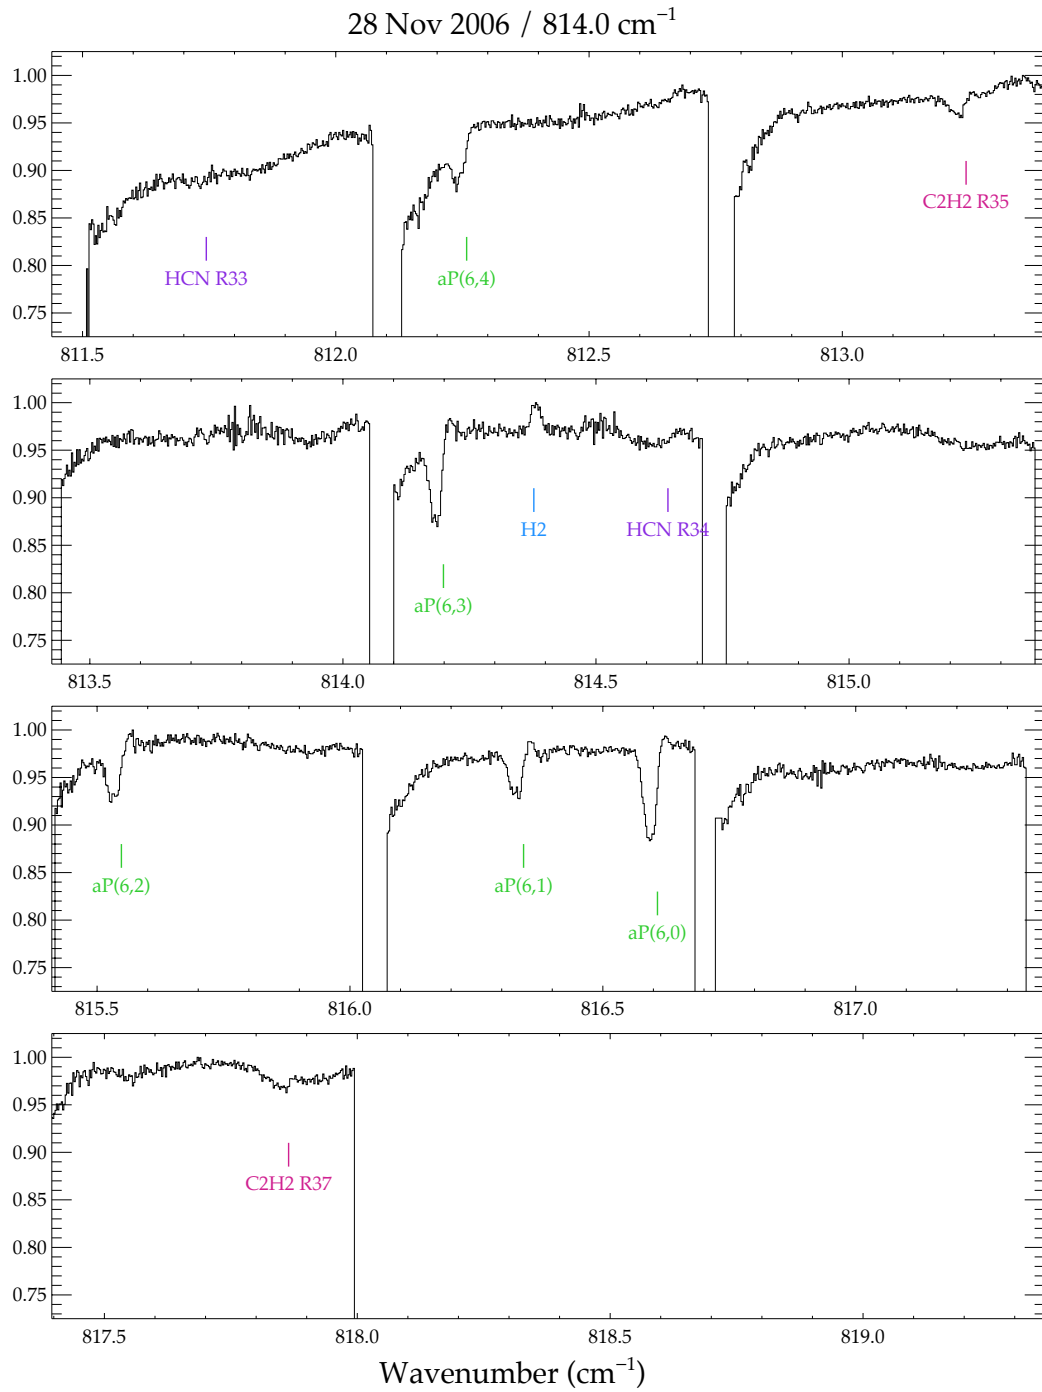 28 Nov 2006 / 814.0 cm⁻¹
1.00
0.95
0.90
0.85
0.80
0.75
HCN R33
aP(6,4)
C2H2 R35
811.5 812.0 812.5 813.0
1.00
0.95
0.90
0.85
0.80
0.75
H2
HCN R34
aP(6,3)
813.5 814.0 814.5 815.0
1.00
0.95
0.90
0.85
0.80
0.75
aP(6,2)
aP(6,1)
aP(6,0)
815.5 816.0 816.5 817.0
1.00
0.95
0.90
0.85
0.80
0.75
C2H2 R37
817.5 818.0 818.5 819.0
Wavenumber (cm⁻¹)